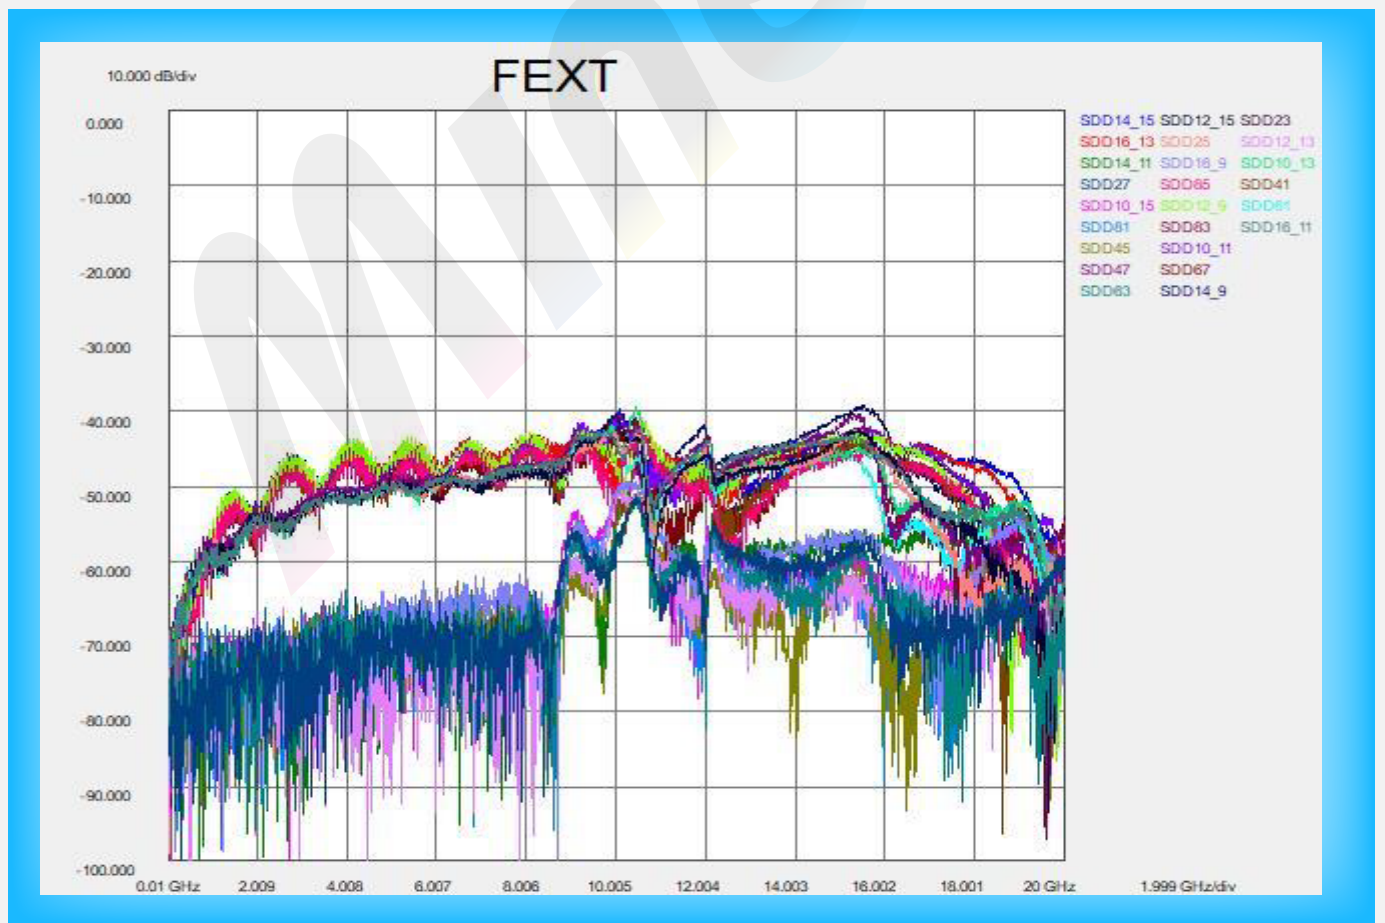 FEXT
10.000 dB/div
0.000
-10.000
-20.000
-30.000
-40.000
-50.000
-60.000
-70.000
-80.000
-90.000
-100.000
0.01 GHz 2.009 4.008 6.007 8.006 10.005 12.004 14.003 16.002 18.001 20 GHz 1.999 GHz/div
SDD14_15 SDD12_15 SDD23
SDD16_13 SDD25 SDD12_13
SDD14_11 SDD16_9 SDD10_13
SDD27 SDD85 SDD41
SDD10_15 SDD12_9 SDD61
SDD81 SDD83 SDD16_11
SDD45 SDD10_11
SDD47 SDD67
SDD63 SDD14_9